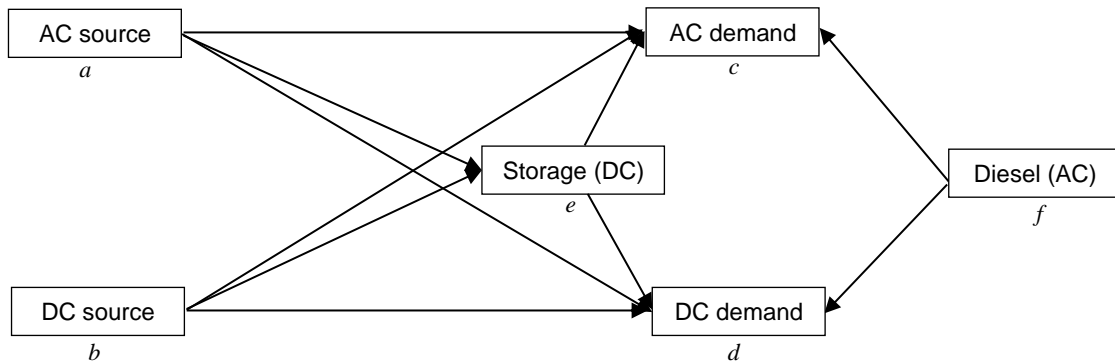 AC source
a
AC demand
c
Storage (DC)
e
Diesel (AC)
f
DC source
b
DC demand
d